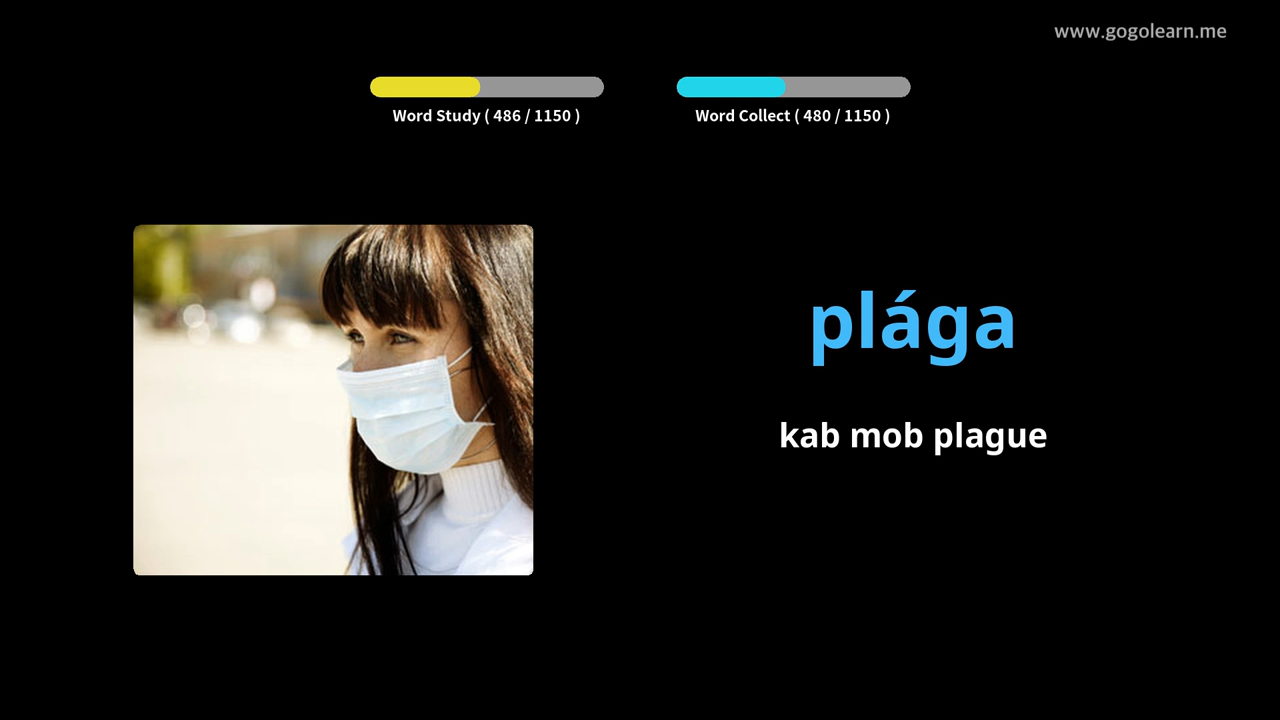 www.gogolearn.me
Word Study ( 486 / 1150 )
Word Collect ( 480 / 1150 )
plága
kab mob plague